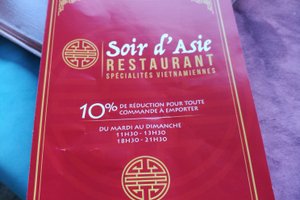 Soir d'Asie
RESTAURANT
SPÉCIALITÉS VIETNAMIENNES
10% DE RÉDUCTION POUR TOUTE
COMMANDE À EMPORTER
DU MARDI AU DIMANCHE
11H30 - 13H30
18H30 - 21H30